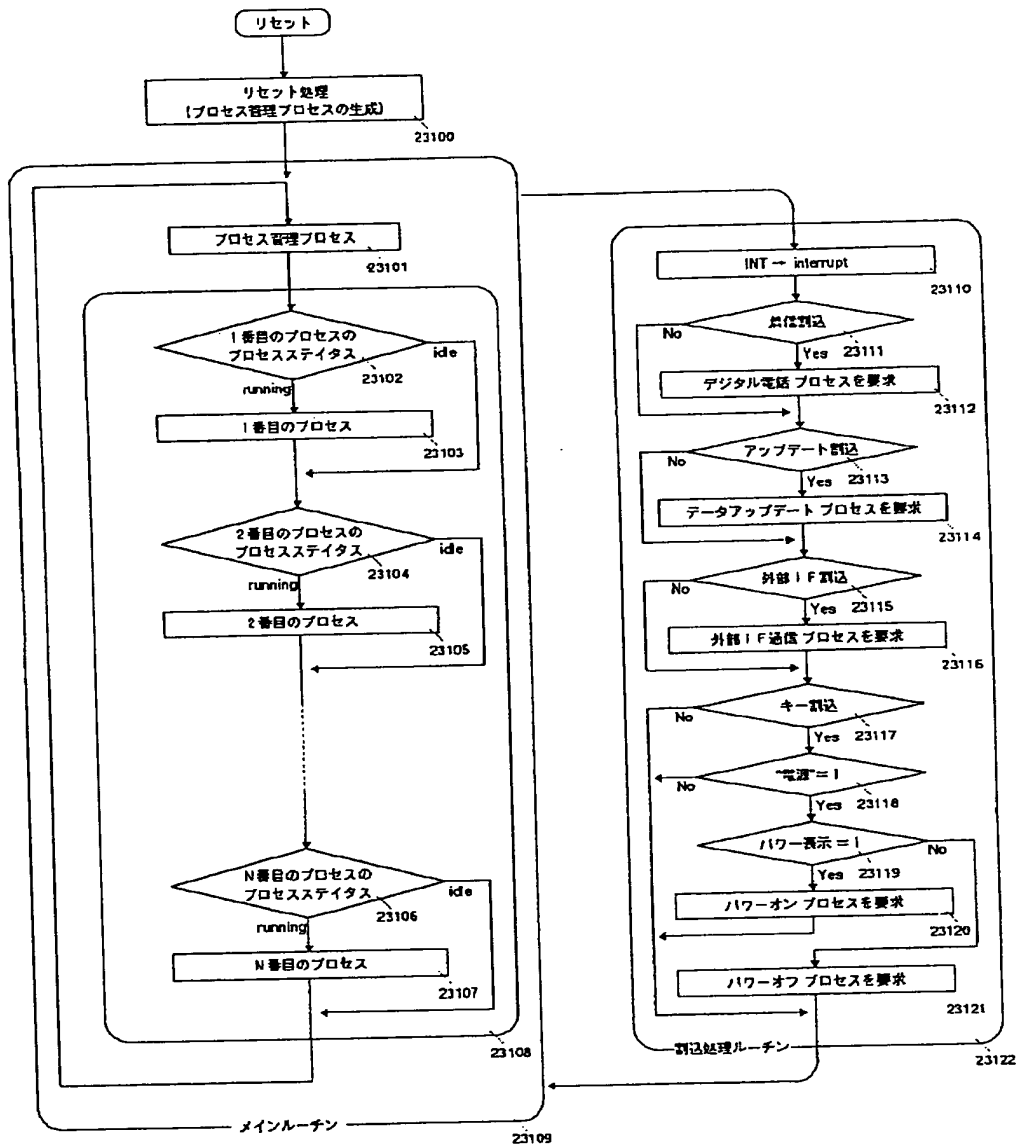 リセット
リセット処理
(プロセス管理プロセスの生成)
23100
プロセス管理プロセス
23101
1番目のプロセスの
プロセスステイタス
idle
23102
running
1番目のプロセス
23103
2番目のプロセスの
プロセスステイタス
idle
23104
running
2番目のプロセス
23105
N番目のプロセスの
プロセスステイタス
idle
23106
running
N番目のプロセス
23107
23108
メインルーチン
23109
INT → interrupt
23110
着信割込
No
Yes
23111
デジタル電話 プロセスを要求
23112
アップデート割込
No
Yes
23113
データアップデート プロセスを要求
23114
外部IF割込
No
Yes
23115
外部IF通信 プロセスを要求
23116
キー割込
No
Yes
23117
"電源"=1
No
Yes
23118
パワー表示=1
No
Yes
23119
パワーオン プロセスを要求
23120
パワーオフ プロセスを要求
23121
割込処理ルーチン
23122